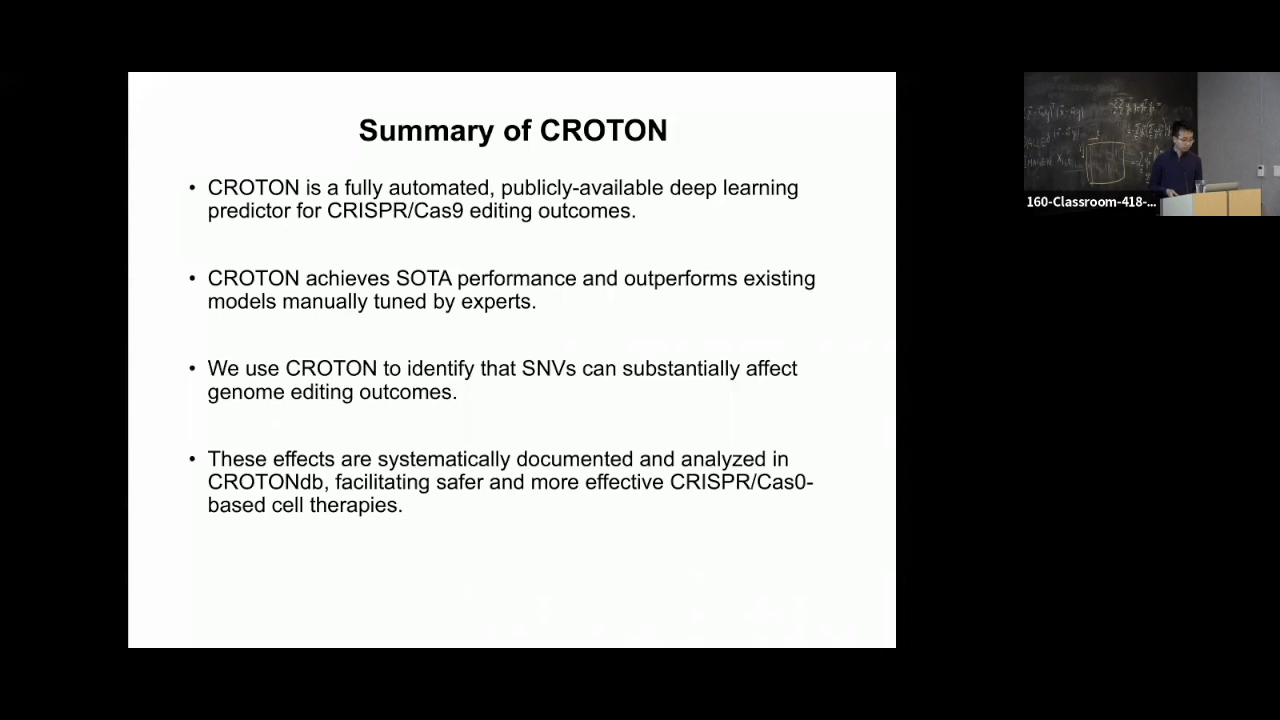 Summary of CROTON
• CROTON is a fully automated, publicly-available deep learning
predictor for CRISPR/Cas9 editing outcomes.
• CROTON achieves SOTA performance and outperforms existing
models manually tuned by experts.
• We use CROTON to identify that SNVs can substantially affect
genome editing outcomes.
• These effects are systematically documented and analyzed in
CROTONdb, facilitating safer and more effective CRISPR/Cas0-
based cell therapies.
160-Classroom-418-...